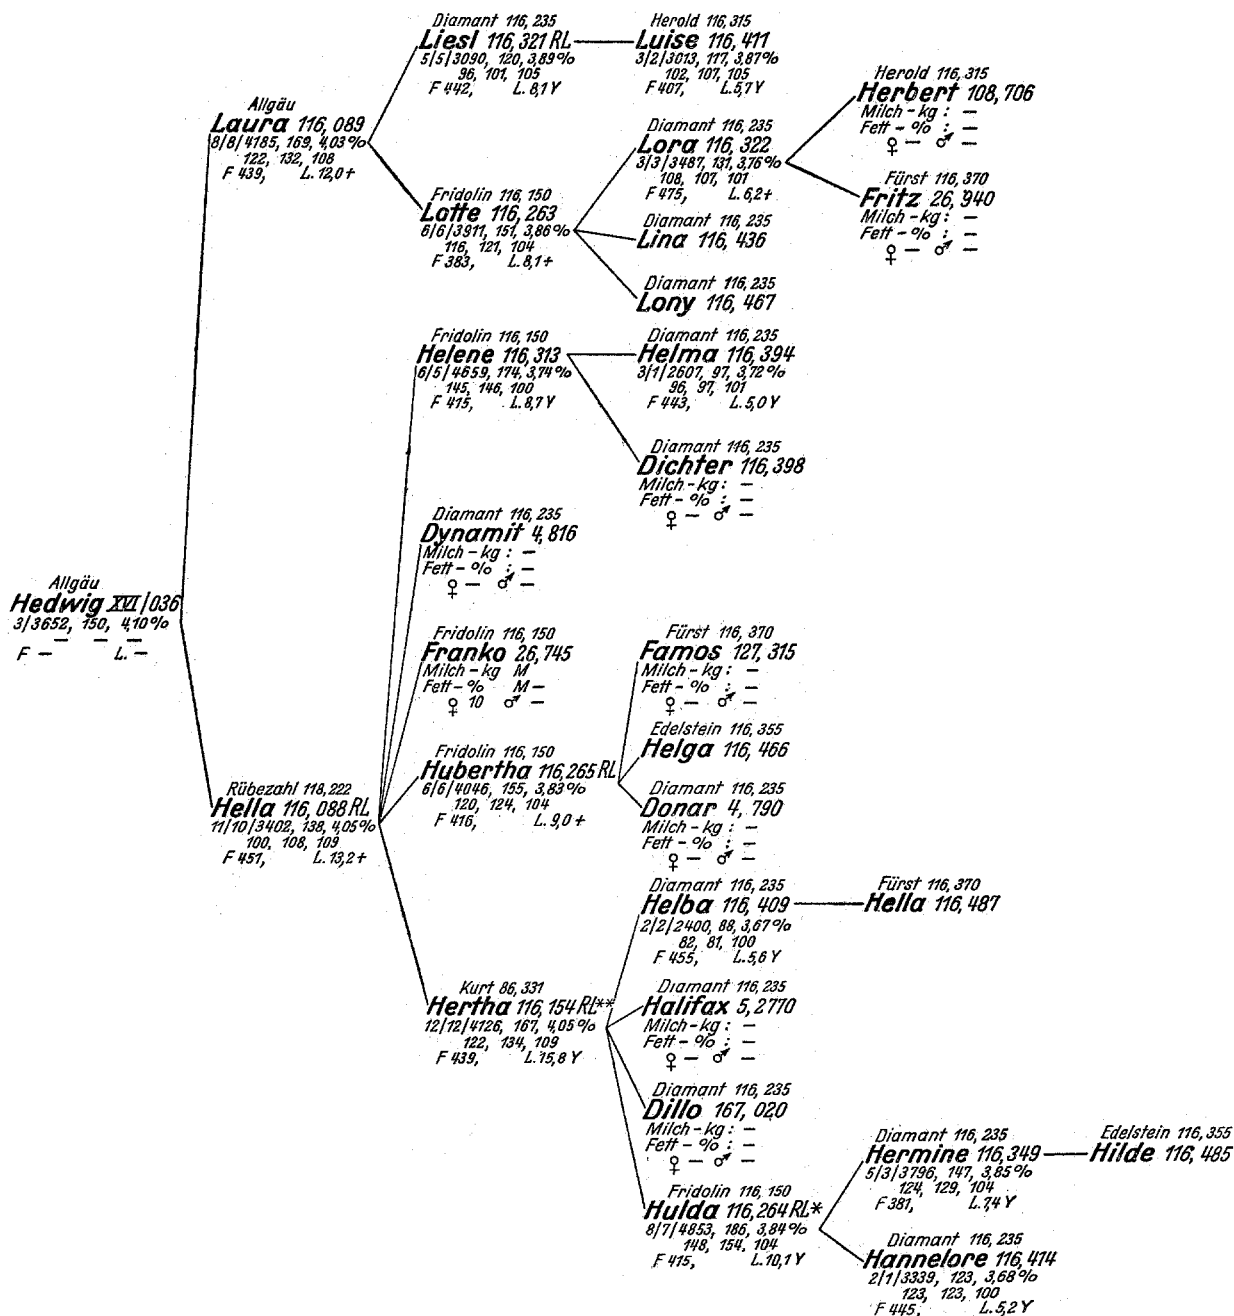 Allgäu
Hedwig XVI/036
3/3652, 150, 4,10%
— — —
F — L. —
Allgäu
Laura 116,089
8/8/4185, 169, 4,03%
122, 132, 108
F 439, L. 12,0+
Rübezahl 118,222
Hella 116,088 RL
11/10/3402, 138, 4,05%
100, 108, 109
F 451, L. 13,2+
Diamant 116,235
Liesl 116,321 RL
5/5/3090, 120, 3,89%
96, 101, 105
F 442, L. 8,1 Y
Fridolin 116,150
Lotte 116,263
6/6/3911, 151, 3,86%
116, 121, 104
F 383, L. 8,1+
Fridolin 116,150
Helene 116,313
6/5/4659, 174, 3,74%
145, 146, 100
F 415, L. 8,7 Y
Diamant 116,235
Dynamit 4,816
Milch-kg : —
Fett-% : —
♀ — ♂ —
Fridolin 116,150
Franko 26,745
Milch-kg M
Fett-% M —
♀ 10 ♂ —
Fridolin 116,150
Hubertha 116,265 RL
6/6/4046, 155, 3,83%
120, 124, 104
F 416, L. 9,0+
Kurt 86,331
Hertha 116,154 RL**
12/12/4126, 167, 4,05%
122, 134, 109
F 439, L. 15,8 Y
Herold 116,315
Luise 116,411
3/2/3013, 117, 3,87%
102, 107, 105
F 407, L. 5,7 Y
Diamant 116,235
Lora 116,322
3/3/3487, 131, 3,76%
108, 107, 101
F 475, L. 6,2+
Diamant 116,235
Lina 116,436
Diamant 116,235
Lony 116,467
Diamant 116,235
Helma 116,394
3/1/2607, 97, 3,72%
96, 97, 101
F 443, L. 5,0 Y
Diamant 116,235
Dichter 116,398
Milch-kg : —
Fett-% : —
♀ — ♂ —
Fürst 116,370
Famos 127,315
Milch-kg : —
Fett-% : —
♀ — ♂ —
Edelstein 116,355
Helga 116,466
Diamant 116,235
Donar 4,790
Milch-kg : —
Fett-% : —
♀ — ♂ —
Diamant 116,235
Helba 116,409
2/2/2400, 88, 3,67%
82, 81, 100
F 455, L. 5,6 Y
Diamant 116,235
Halifax 5,2770
Milch-kg : —
Fett-% : —
♀ — ♂ —
Diamant 116,235
Dillo 167,020
Milch-kg : —
Fett-% : —
♀ — ♂ —
Fridolin 116,150
Hulda 116,264 RL*
8/7/4853, 186, 3,84%
148, 154, 104
F 415, L. 10,1 Y
Herold 116,315
Herbert 108,706
Milch-kg : —
Fett-% : —
♀ — ♂ —
Fürst 116,370
Fritz 26,940
Milch-kg : —
Fett-% : —
♀ — ♂ —
Fürst 116,370
Hella 116,487
Diamant 116,235
Hermine 116,349
5/3/3796, 147, 3,85%
124, 129, 104
F 381, L. 7,4 Y
Diamant 116,235
Hannelore 116,414
2/1/3339, 123, 3,68%
123, 123, 100
F 445, L. 5,2 Y
Edelstein 116,355
Hilde 116,485